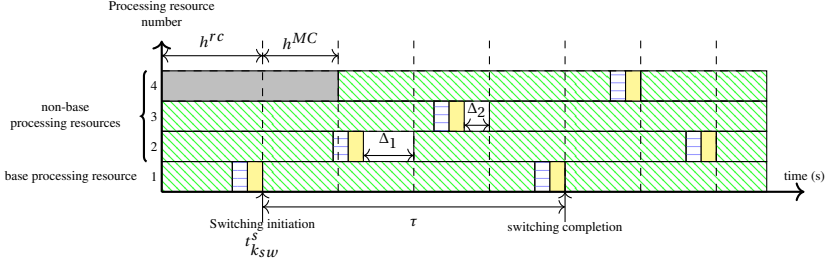 Processing resource
number
h^{rc}
h^{MC}
4
non-base
processing resources
3
Δ_2
2
Δ_1
base processing resource
1
time (s)
Switching initiation
τ
switching completion
t^s_{k_{sw}}